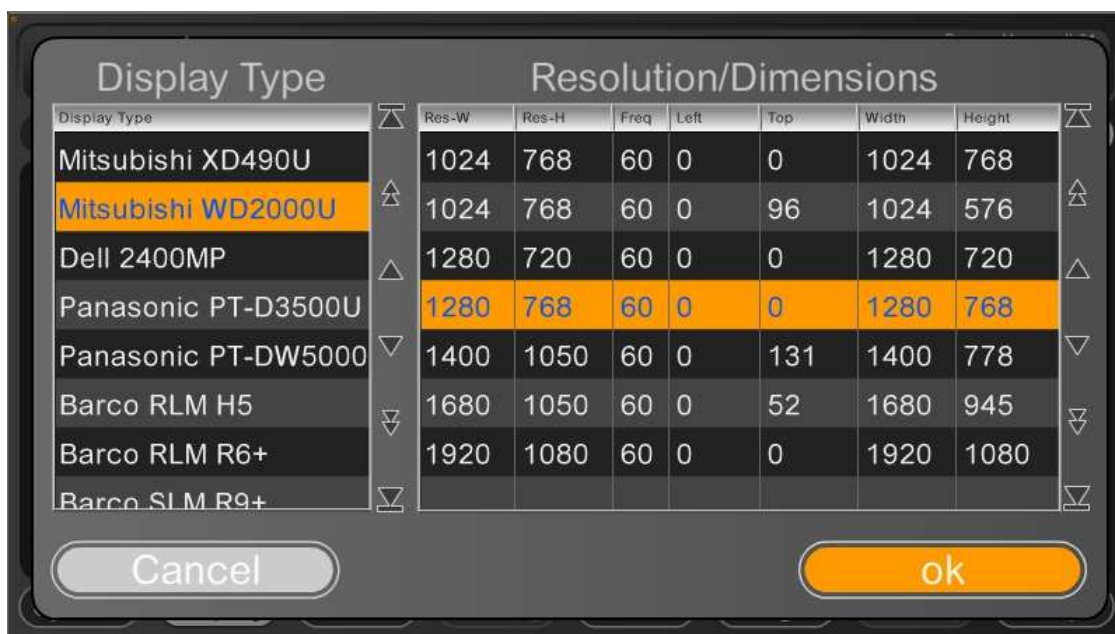 Display Type
Resolution/Dimensions
Display Type
Res-W Res-H Freq Left Top Width Height
Mitsubishi XD490U
1024 768 60 0 0 1024 768
Mitsubishi WD2000U
1024 768 60 0 96 1024 576
Dell 2400MP
1280 720 60 0 0 1280 720
Panasonic PT-D3500U
1280 768 60 0 0 1280 768
Panasonic PT-DW5000
1400 1050 60 0 131 1400 778
Barco RLM H5
1680 1050 60 0 52 1680 945
Barco RLM R6+
1920 1080 60 0 0 1920 1080
Barco SLM R9+
Cancel
ok